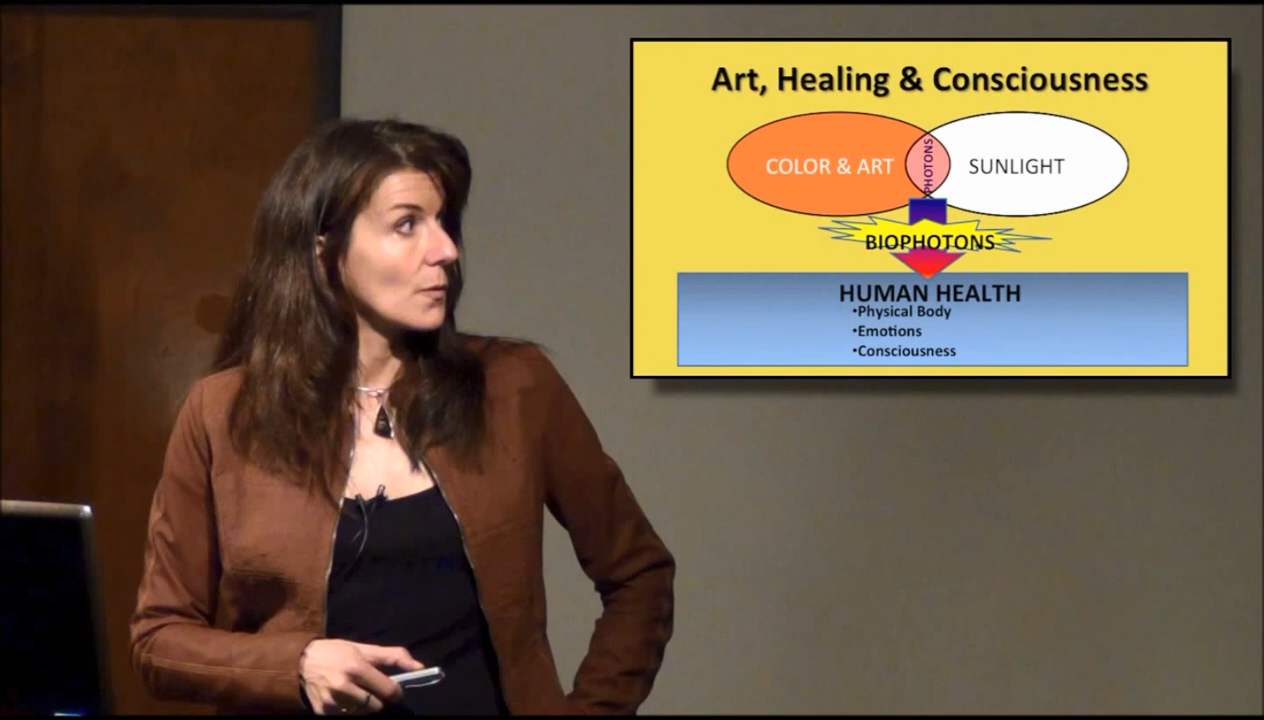 Art, Healing & Consciousness
COLOR & ART
PHOTONS
SUNLIGHT
BIOPHOTONS
HUMAN HEALTH
•Physical Body
•Emotions
•Consciousness